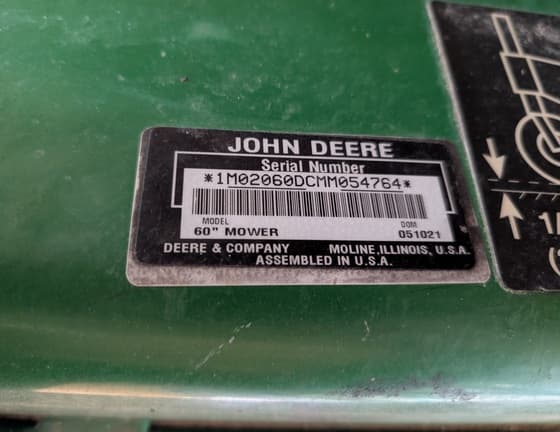 JOHN DEERE
Serial Number
*1M02060DCMM054764*
MODEL DOM
60" MOWER 051021
DEERE & COMPANY MOLINE, ILLINOIS, U.S.A.
ASSEMBLED IN U.S.A.